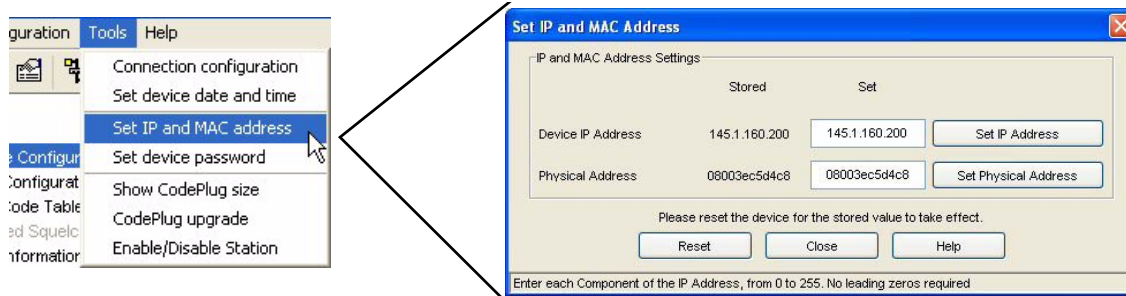 guration Tools Help
Connection configuration
Set device date and time
Set IP and MAC address
Set device password
Show CodePlug size
CodePlug upgrade
Enable/Disable Station
e Configur
Configurat
Code Table
ed Squelc
nformation
Set IP and MAC Address
IP and MAC Address Settings
Stored Set
Device IP Address 145.1.160.200 145.1.160.200 Set IP Address
Physical Address 08003ec5d4c8 08003ec5d4c8 Set Physical Address
Please reset the device for the stored value to take effect.
Reset Close Help
Enter each Component of the IP Address, from 0 to 255. No leading zeros required